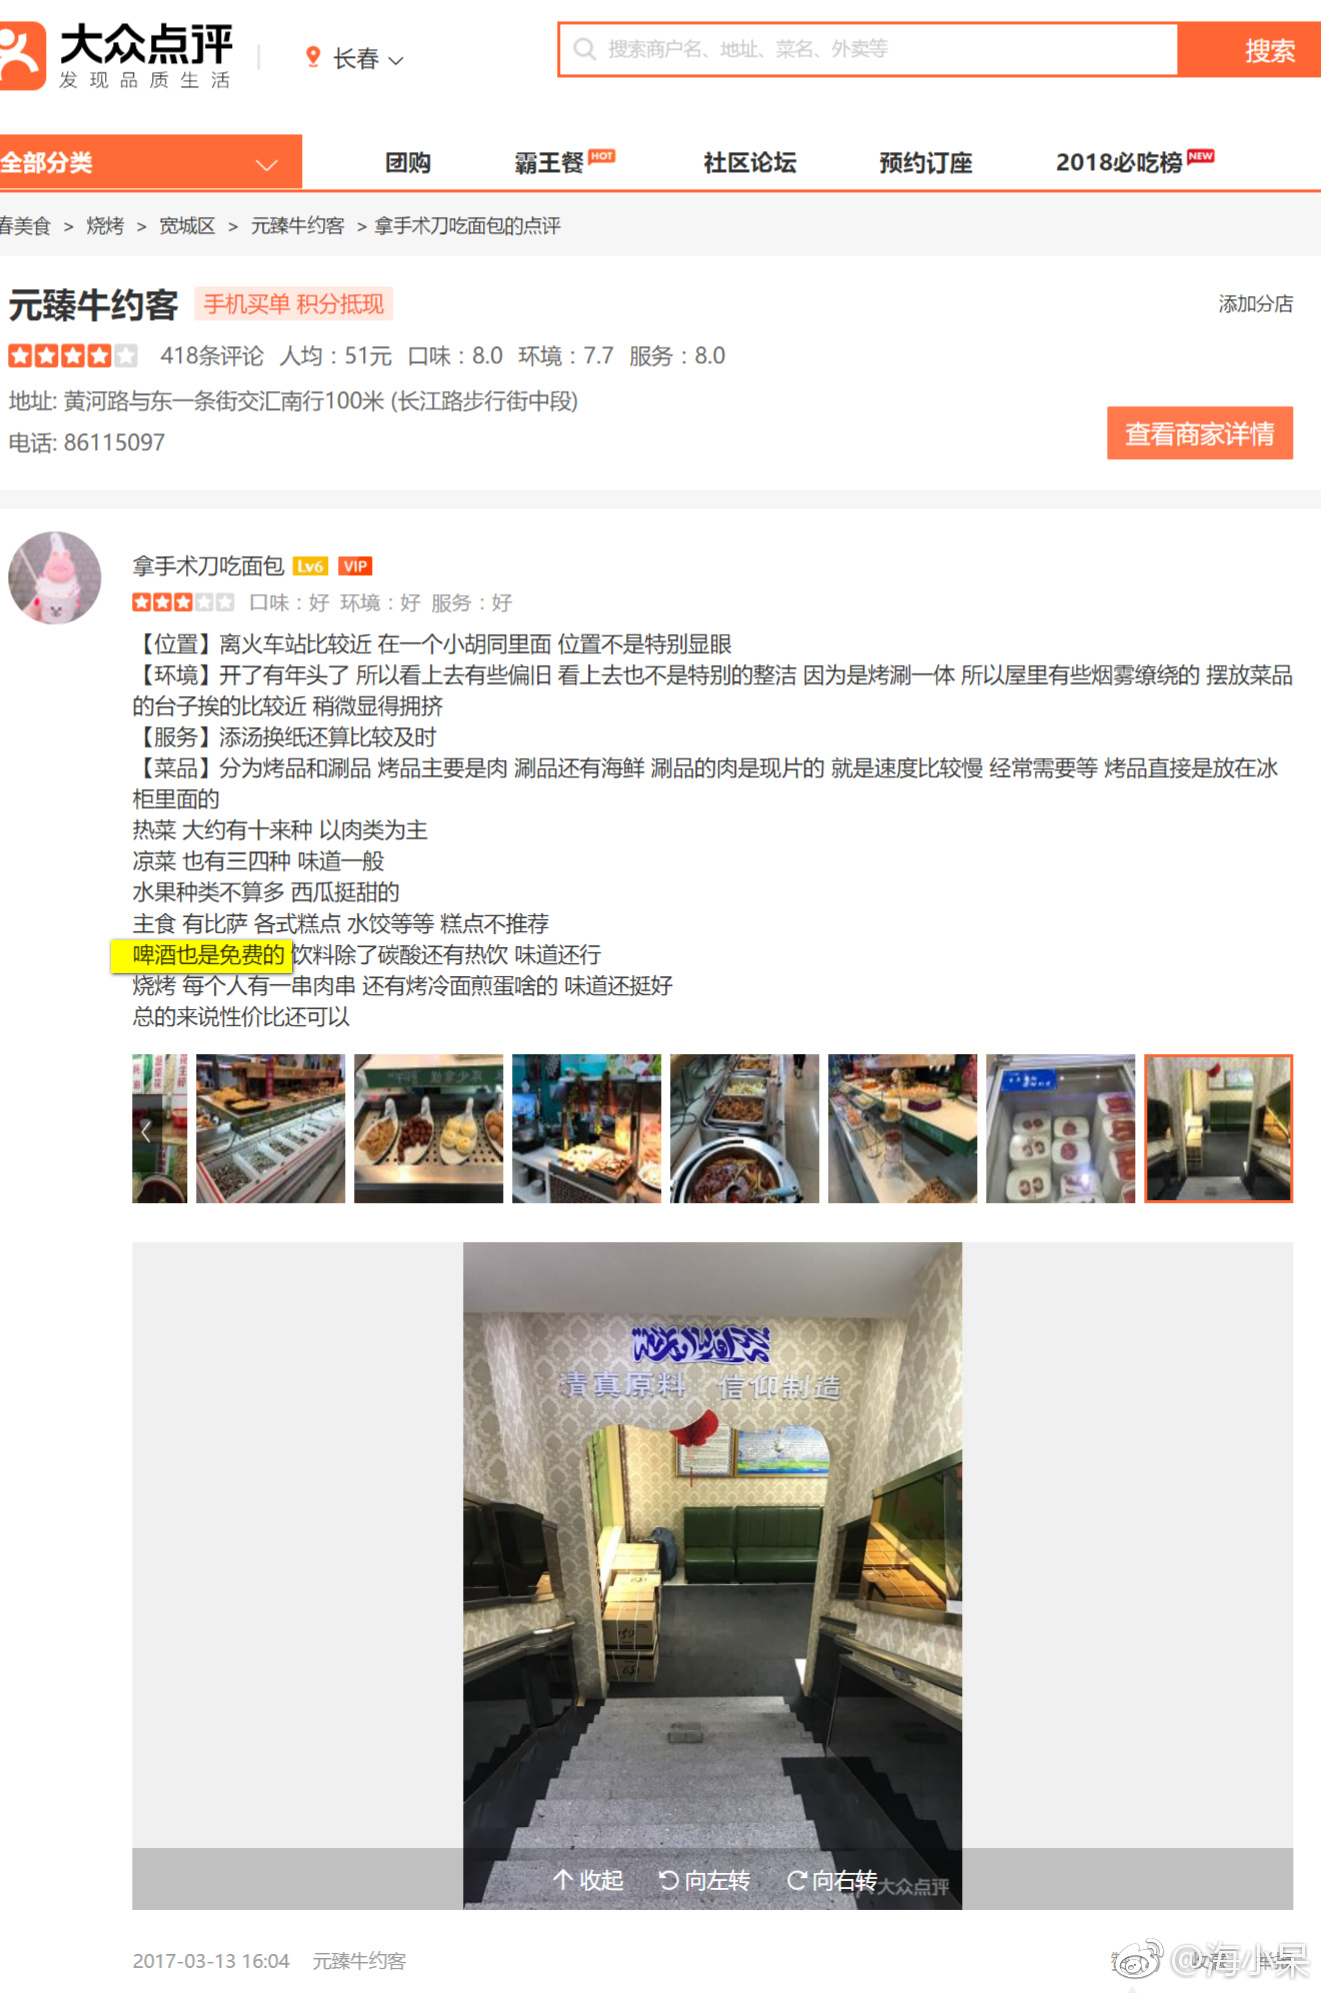 大众点评
发现品质生活
长春
搜索商户名、地址、菜名、外卖等
搜索
全部分类
团购
霸王餐 HOT
社区论坛
预约订座
2018必吃榜 NEW
春美食 > 烧烤 > 宽城区 > 元臻牛约客 > 拿手术刀吃面包的点评
元臻牛约客 手机买单 积分抵现
添加分店
418条评论 人均：51元 口味：8.0 环境：7.7 服务：8.0
地址: 黄河路与东一条街交汇南行100米 (长江路步行街中段)
电话: 86115097
查看商家详情
拿手术刀吃面包 Lv6 VIP
口味：好 环境：好 服务：好
【位置】离火车站比较近 在一个小胡同里面 位置不是特别显眼
【环境】开了有年头了 所以看上去有些偏旧 看上去也不是特别的整洁 因为是烤涮一体 所以屋里有些烟雾缭绕的 摆放菜品
的台子挨的比较近 稍微显得拥挤
【服务】添汤换纸还算比较及时
【菜品】分为烤品和涮品 烤品主要是肉 涮品还有海鲜 涮品的肉是现片的 就是速度比较慢 经常需要等 烤品直接是放在冰
柜里面的
热菜 大约有十来种 以肉类为主
凉菜 也有三四种 味道一般
水果种类不算多 西瓜挺甜的
主食 有比萨 各式糕点 水饺等等 糕点不推荐
啤酒也是免费的 饮料除了碳酸还有热饮 味道还行
烧烤 每个人有一串肉串 还有烤冷面煎蛋啥的 味道还挺好
总的来说性价比还可以
清真原料 信仰制造
收起 向左转 向右转
大众点评
2017-03-13 16:04 元臻牛约客
@海小呆